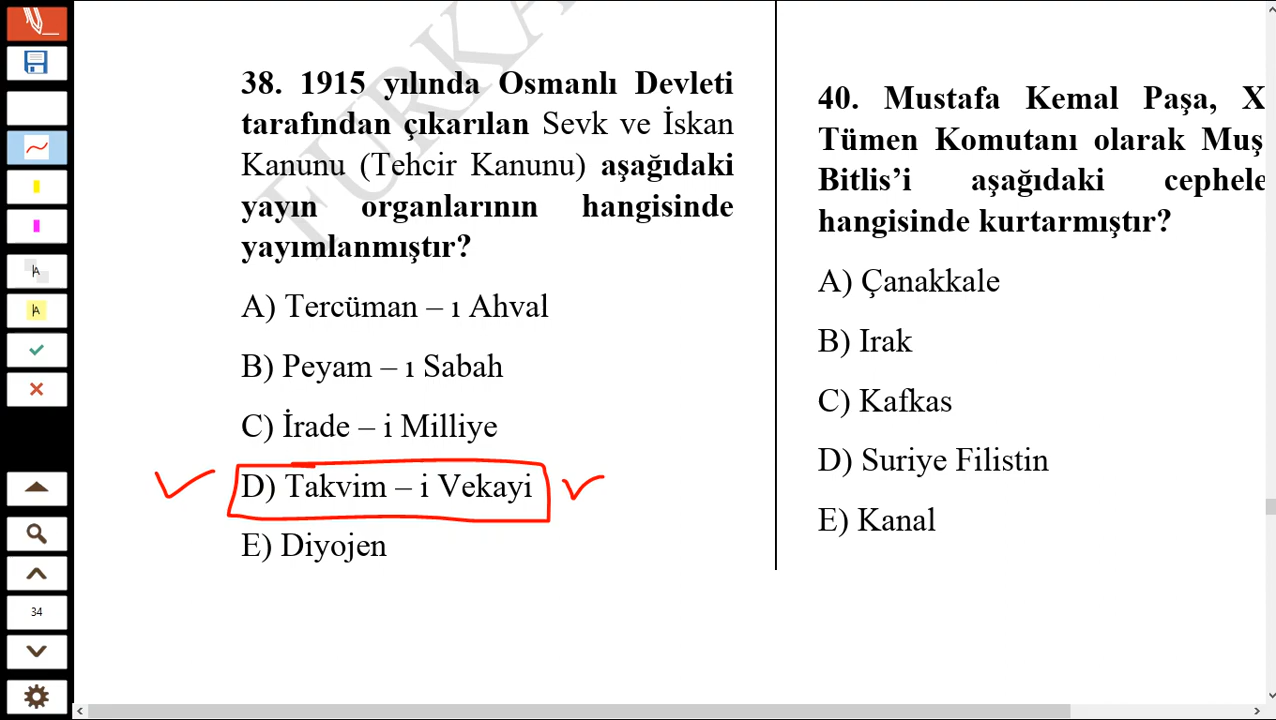 FURKA
38. 1915 yılında Osmanlı Devleti
tarafından çıkarılan Sevk ve İskan
Kanunu (Tehcir Kanunu) aşağıdaki
yayın organlarının hangisinde
yayımlanmıştır?
A) Tercüman – ı Ahval
B) Peyam – ı Sabah
C) İrade – i Milliye
D) Takvim – i Vekayi
E) Diyojen
40. Mustafa Kemal Paşa, X
Tümen Komutanı olarak Muş
Bitlis’i aşağıdaki cephele
hangisinde kurtarmıştır?
A) Çanakkale
B) Irak
C) Kafkas
D) Suriye Filistin
E) Kanal
34